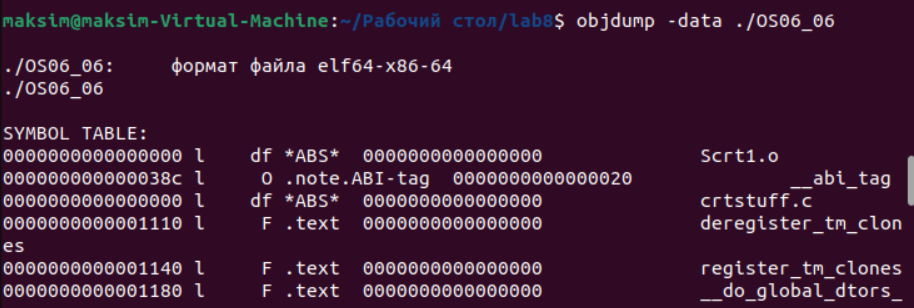 maksim@maksim-Virtual-Machine:~/Рабочий стол/lab8$ objdump -data ./OS06_06
./OS06_06:     формат файла elf64-x86-64
./OS06_06
SYMBOL TABLE:
0000000000000000 l    df *ABS*  0000000000000000              Scrt1.o
000000000000038c l     O .note.ABI-tag  0000000000000020              __abi_tag
0000000000000000 l    df *ABS*  0000000000000000              crtstuff.c
0000000000001110 l     F .text  0000000000000000              deregister_tm_clon
es
0000000000001140 l     F .text  0000000000000000              register_tm_clones
0000000000001180 l     F .text  0000000000000000              __do_global_dtors_